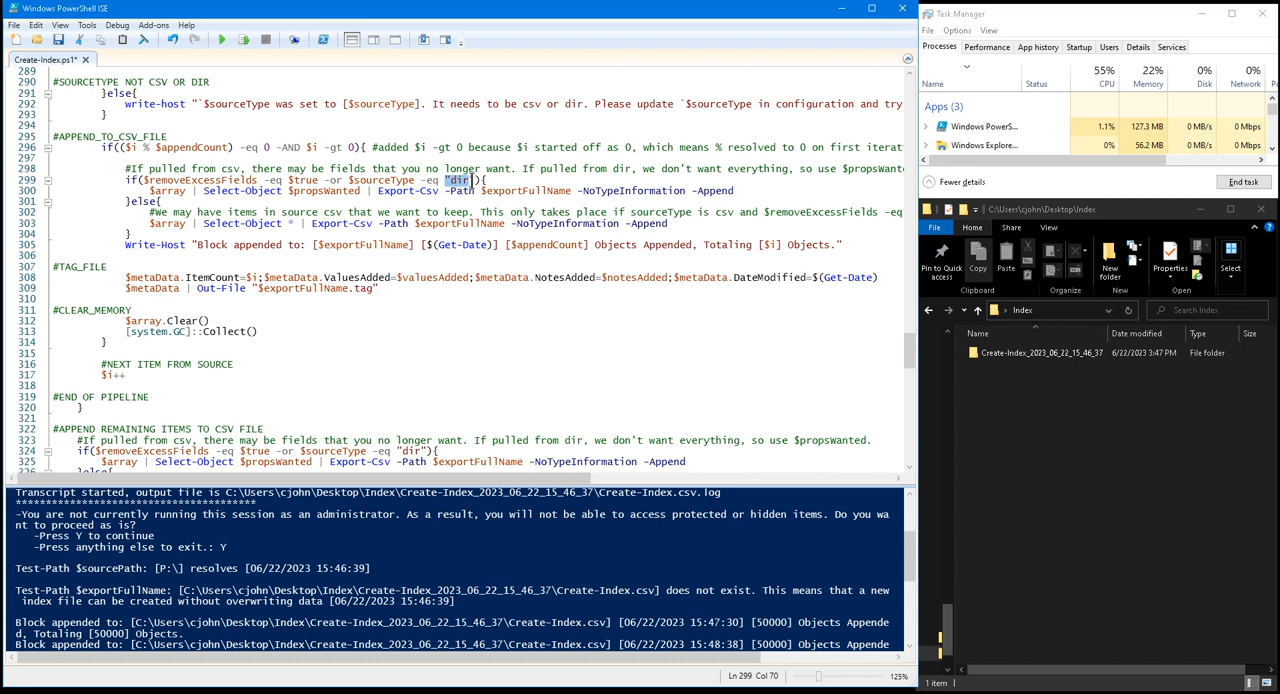 Windows PowerShell ISE
File Edit View Tools Debug Add-ons Help
Create-Index.ps1*
289
290 #SOURCETYPE NOT CSV OR DIR
291 }else{
292 write-host "`$sourceType was set to [$sourceType]. It needs to be csv or dir. Please update `$sourceType in configuration and try
293 }
294
295 #APPEND_TO_CSV_FILE
296 if(($i % $appendCount) -eq 0 -AND $i -gt 0){ #added $i -gt 0 because $i started off as 0, which means % resolved to 0 on first iterat
297
298 #If pulled from csv, there may be fields that you no longer want. If pulled from dir, we don't want everything, so use $propsWante
299 if($removeExcessFields -eq $true -or $sourceType -eq "dir"){
300 $array | Select-Object $propsWanted | Export-Csv -Path $exportFullName -NoTypeInformation -Append
301 }else{
302 #We may have items in source csv that we want to keep. This only takes place if sourceType is csv and $removeExcessFields -eq
303 $array | Select-Object * | Export-Csv -Path $exportFullName -NoTypeInformation -Append
304 }
305 Write-Host "Block appended to: [$exportFullName] [$(Get-Date)] [$appendCount] Objects Appended, Totaling [$i] Objects."
306
307 #TAG_FILE
308 $metaData.ItemCount=$i;$metaData.ValuesAdded=$valuesAdded;$metaData.NotesAdded=$notesAdded;$metaData.DateModified=$(Get-Date)
309 $metaData | Out-File "$exportFullName.tag"
310
311 #CLEAR_MEMORY
312 $array.Clear()
313 [system.GC]::Collect()
314 }
315
316 #NEXT ITEM FROM SOURCE
317 $i++
318
319 #END OF PIPELINE
320 }
321
322 #APPEND REMAINING ITEMS TO CSV FILE
323 #If pulled from csv, there may be fields that you no longer want. If pulled from dir, we don't want everything, so use $propsWanted.
324 if($removeExcessFields -eq $true -or $sourceType -eq "dir"){
325 $array | Select-Object $propsWanted | Export-Csv -Path $exportFullName -NoTypeInformation -Append
326 }else{
Transcript started, output file is C:\Users\cjohn\Desktop\Index\Create-Index_2023_06_22_15_46_37\Create-Index.csv.log
**************************************
-You are not currently running this session as an administrator. As a result, you will not be able to access protected or hidden items. Do you wa
nt to proceed as is?
-Press Y to continue
-Press anything else to exit.: Y
Test-Path $sourcePath: [P:\] resolves [06/22/2023 15:46:39]
Test-Path $exportFullName: [C:\Users\cjohn\Desktop\Index\Create-Index_2023_06_22_15_46_37\Create-Index.csv] does not exist. This means that a new
index file can be created without overwriting data [06/22/2023 15:46:39]
Block appended to: [C:\Users\cjohn\Desktop\Index\Create-Index_2023_06_22_15_46_37\Create-Index.csv] [06/22/2023 15:47:30] [50000] Objects Appende
d, Totaling [50000] Objects.
Block appended to: [C:\Users\cjohn\Desktop\Index\Create-Index_2023_06_22_15_46_37\Create-Index.csv] [06/22/2023 15:48:38] [50000] Objects Appende
Ln 299 Col 70 125%
Task Manager
File Options View
Processes Performance App history Startup Users Details Services
55% 22% 0% 0%
Name Status CPU Memory Disk Network
Apps (3)
Windows PowerS... 1.1% 127.3 MB 0 MB/s 0 Mbps
Windows Explore... 0% 56.2 MB 0 MB/s 0 Mbps
Fewer details End task
C:\Users\cjohn\Desktop\Index
File Home Share View
Pin to Quick access Copy Paste New folder Properties Open Select
Clipboard Organize New Open
Index Search Index
Name Date modified Type Size
Create-Index_2023_06_22_15_46_37 6/22/2023 3:47 PM File folder
1 item